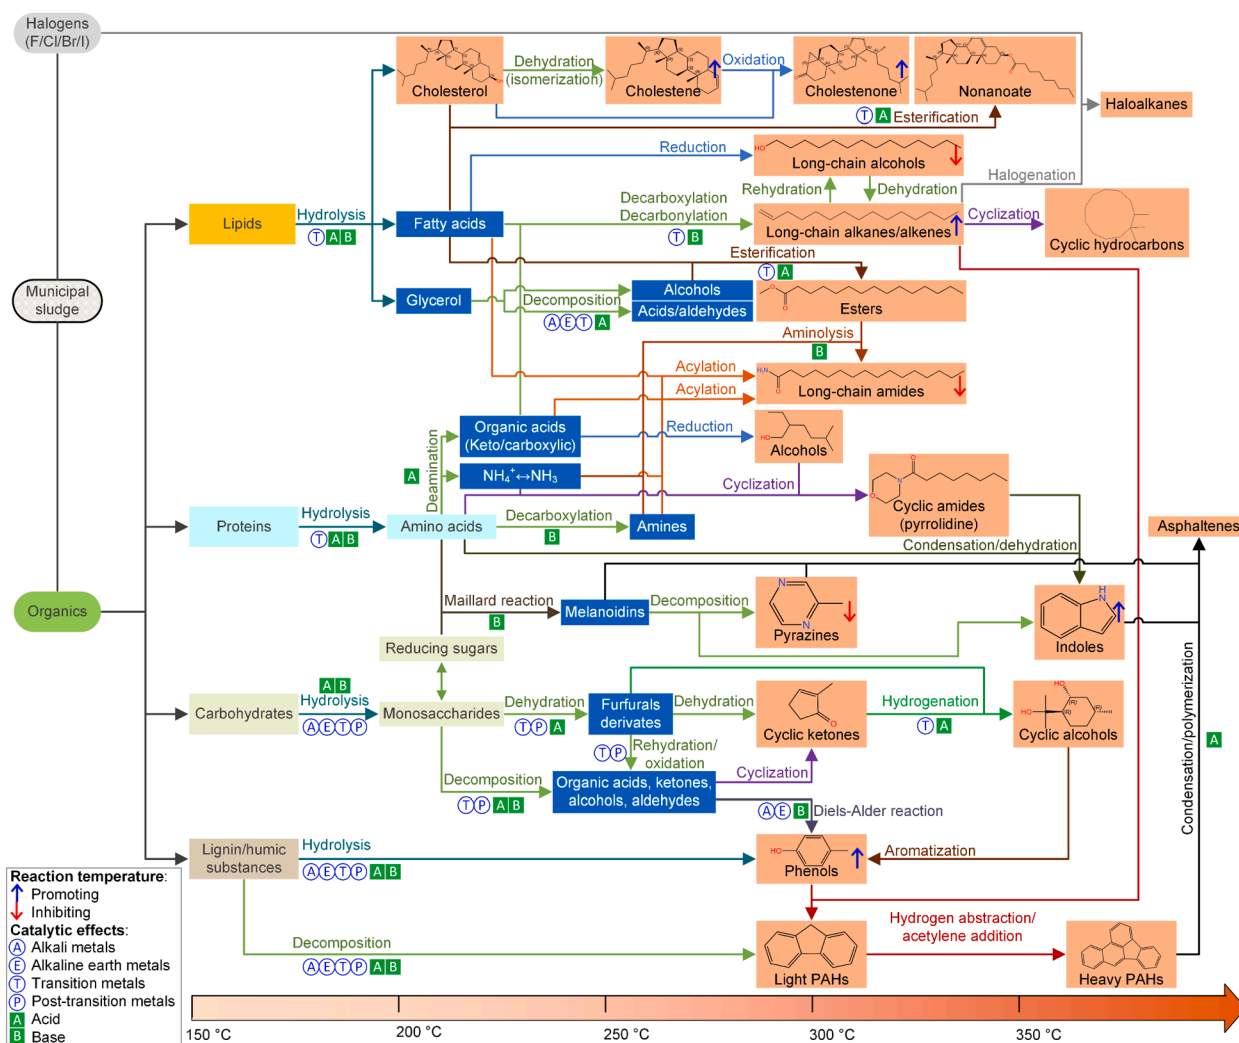 Halogens
(F/Cl/Br/I)
Cholesterol
Dehydration
(isomerization)
Cholestene
Oxidation
Cholestenone
Nonanoate
Haloalkanes
T A Esterification
Reduction
HO
Long-chain alcohols
Halogenation
Rehydration
Dehydration
Lipids
Hydrolysis
T A B
Fatty acids
Decarboxylation
Decarbonylation
T B
Long-chain alkanes/alkenes
Cyclization
Cyclic hydrocarbons
Municipal
sludge
Glycerol
Decomposition
A E T A
Alcohols
Acids/aldehydes
Esterification
T A
Esters
Aminolysis
B
Acylation
Acylation
H₂N
O
Long-chain amides
Organic acids
(Keto/carboxylic)
Reduction
HO
Alcohols
Deamination
A
NH₄⁺↔NH₃
Cyclization
O
N
O
Cyclic amides
(pyrrolidine)
Proteins
Hydrolysis
T A B
Amino acids
Decarboxylation
B
Amines
Condensation/dehydration
Asphaltenes
Organics
Maillard reaction
B
Melanoidins
Decomposition
N
N
Pyrazines
H
N
Indoles
Reducing sugars
Carbohydrates
A B
Hydrolysis
A E T P
Monosaccharides
Dehydration
T P A
Furfurals
derivates
Dehydration
O
Cyclic ketones
Hydrogenation
T A
HO
HO
Cyclic alcohols
T P
Rehydration/
oxidation
Decomposition
T P A B
Organic acids, ketones,
alcohols, aldehydes
Cyclization
A E B
Diels-Alder reaction
Condensation/polymerization
A
Lignin/humic
substances
Hydrolysis
A E T P A B
HO
Phenols
Aromatization
Decomposition
A E T P A B
Light PAHs
Hydrogen abstraction/
acetylene addition
Heavy PAHs
Reaction temperature:
Promoting
Inhibiting
Catalytic effects:
A Alkali metals
E Alkaline earth metals
T Transition metals
P Post-transition metals
A Acid
B Base
150 °C
200 °C
250 °C
300 °C
350 °C